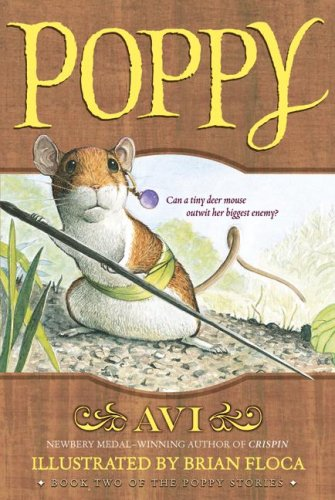 POPPY
Can a tiny deer mouse
outwit her biggest enemy?
AVI
NEWBERY MEDAL–WINNING AUTHOR OF CRISPIN
ILLUSTRATED BY BRIAN FLOCA
★ BOOK TWO OF THE POPPY STORIES ★